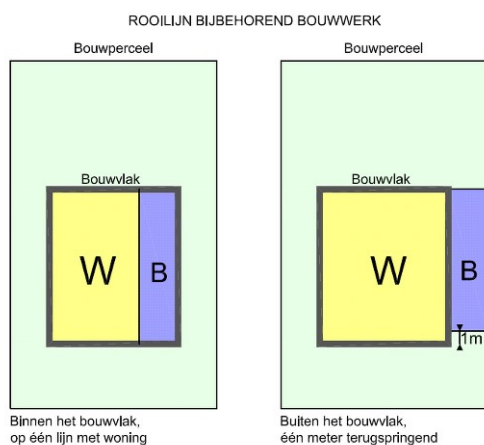 ROOILIJN BIJBEHOREND BOUWWERK
Bouwperceel
Bouwvlak
W
B
Binnen het bouwvlak,
op één lijn met woning
Bouwperceel
Bouwvlak
W
B
1m
Buiten het bouwvlak,
één meter terugspringend